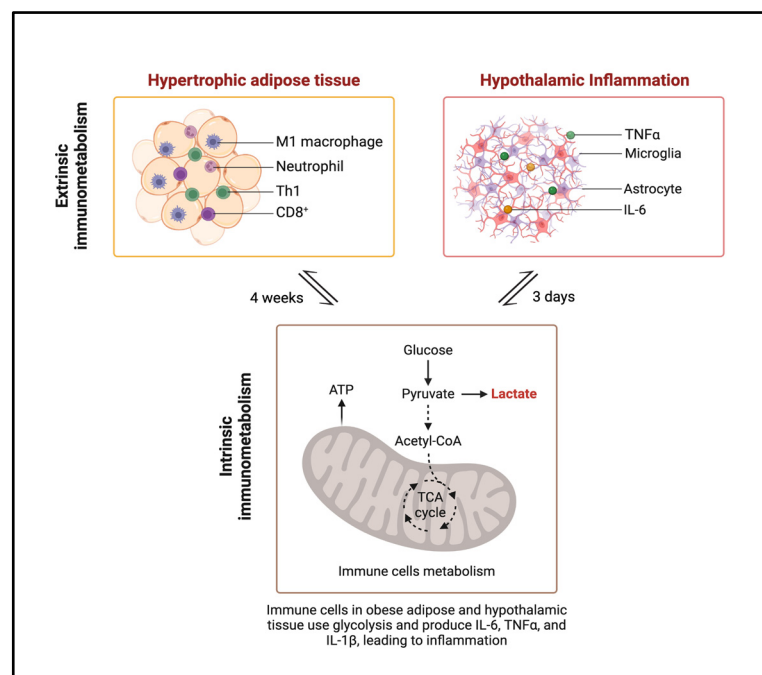 Hypertrophic adipose tissue
Hypothalamic Inflammation
Extrinsic
immunometabolism
M1 macrophage
Neutrophil
Th1
CD8⁺
TNFα
Microglia
Astrocyte
IL-6
4 weeks
3 days
Intrinsic
immunometabolism
Glucose
ATP
Pyruvate
Lactate
Acetyl-CoA
TCA
cycle
Immune cells metabolism
Immune cells in obese adipose and hypothalamic
tissue use glycolysis and produce IL-6, TNFα, and
IL-1β, leading to inflammation